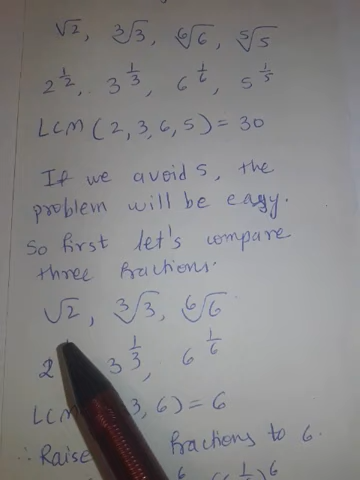 √2, ∛3, ⁶√6, ⁵√5
2^(1/2), 3^(1/3), 6^(1/6), 5^(1/5)
LCM (2, 3, 6, 5) = 30
If we avoid 5, the
problem will be easy.
So first let's compare
three fractions.
√2, ∛3, ⁶√6
2 3^(1/3), 6^(1/6)
LCM 3, 6) = 6
∴ Raise fractions to 6.